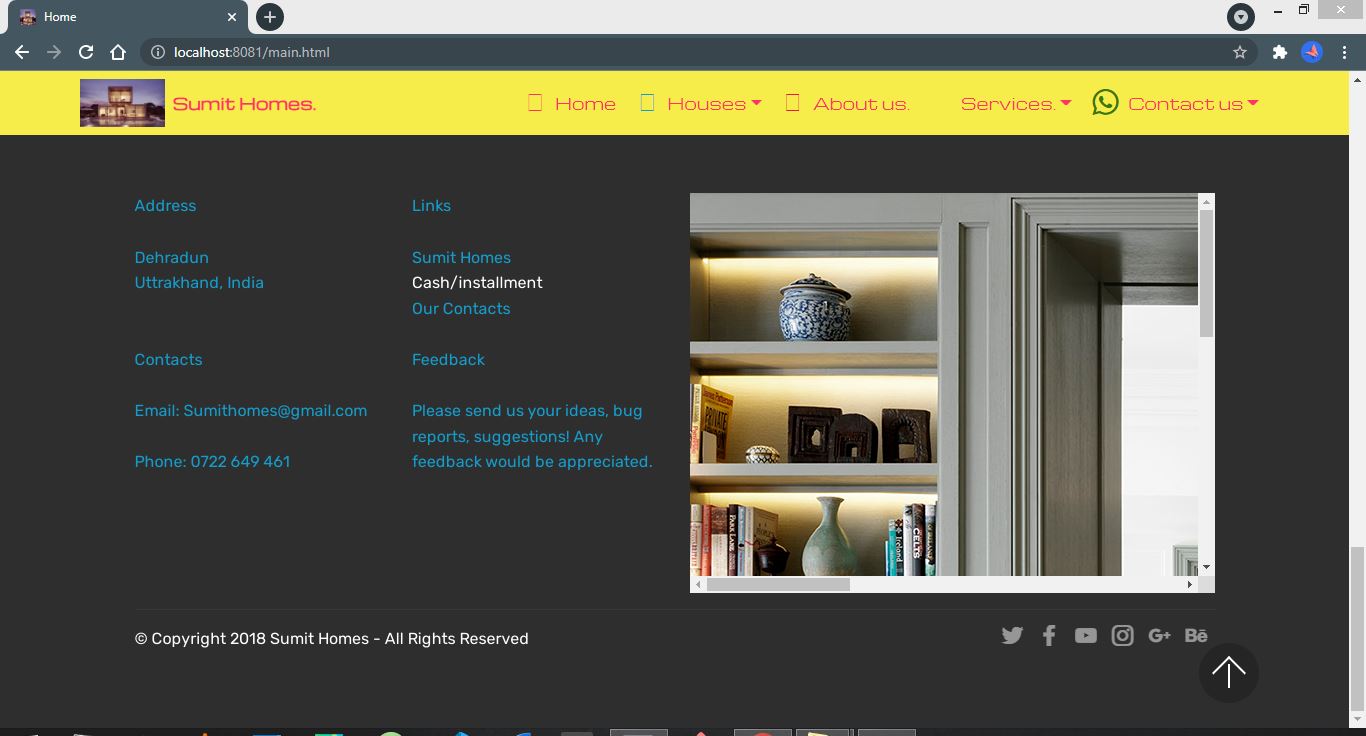 Home
localhost:8081/main.html
Sumit Homes.
Home
Houses
About us.
Services.
Contact us
Address
Dehradun
Uttrakhand, India
Contacts
Email: Sumithomes@gmail.com
Phone: 0722 649 461
Links
Sumit Homes
Cash/installment
Our Contacts
Feedback
Please send us your ideas, bug
reports, suggestions! Any
feedback would be appreciated.
PRIVATE
PARK LANE
Ireland
CELTS
© Copyright 2018 Sumit Homes - All Rights Reserved
G+
Bē